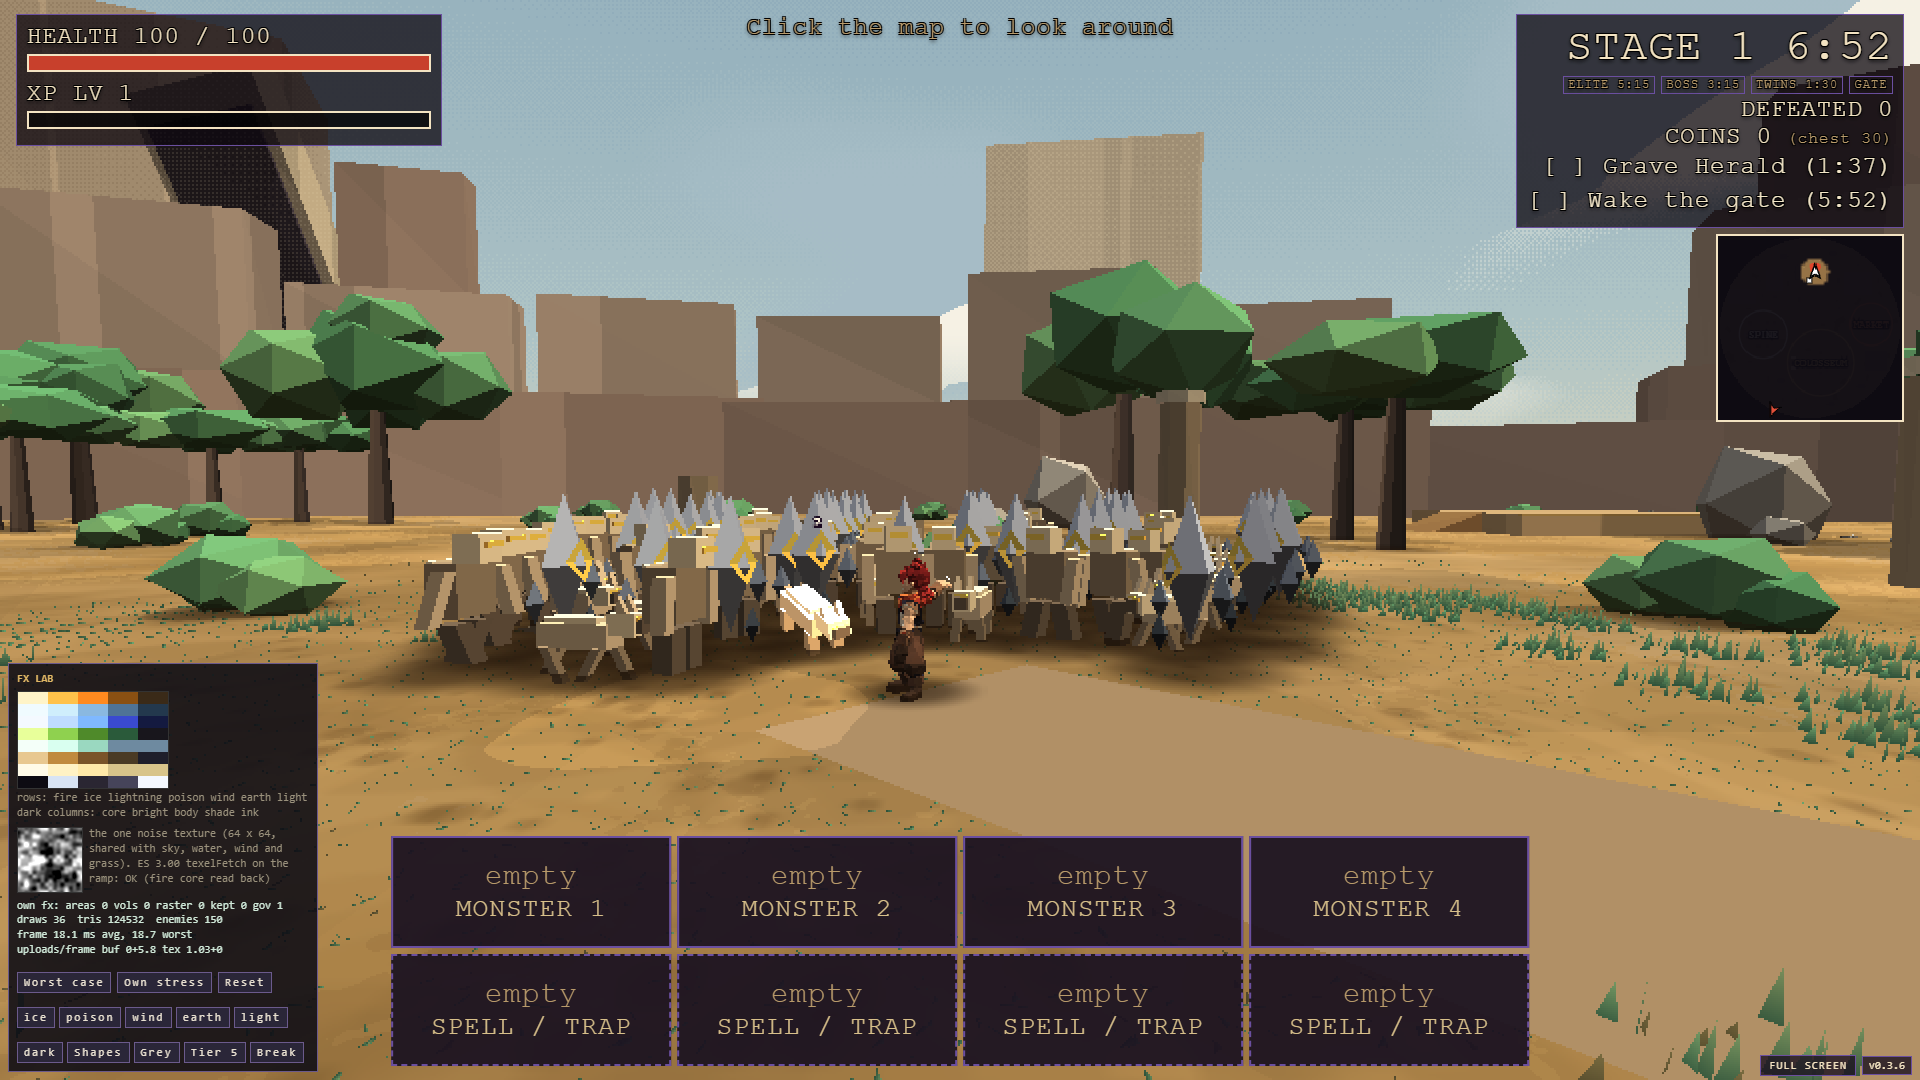 HEALTH 100 / 100
XP LV 1
Click the map to look around
STAGE 1 6:52
ELITE 5:15 BOSS 3:15 TWINS 1:30 GATE
DEFEATED 0
COINS 0 (chest 30)
[ ] Grave Herald (1:37)
[ ] Wake the gate (5:52)
FX LAB
rows: fire ice lightning poison wind earth light
dark columns: core bright body shade ink
the one noise texture (64 x 64,
shared with sky, water, wind and
grass). ES 3.00 texelFetch on the
ramp: OK (fire core read back)
own fx: areas 0 vols 0 raster 0 kept 0 gov 1
draws 36 tris 124532 enemies 150
frame 18.1 ms avg, 18.7 worst
uploads/frame buf 0+5.8 tex 1.03+0
Worst case Own stress Reset
ice poison wind earth light
dark Shapes Grey Tier 5 Break
empty
MONSTER 1
empty
MONSTER 2
empty
MONSTER 3
empty
MONSTER 4
empty
SPELL / TRAP
empty
SPELL / TRAP
empty
SPELL / TRAP
empty
SPELL / TRAP
FULL SCREEN v0.3.6